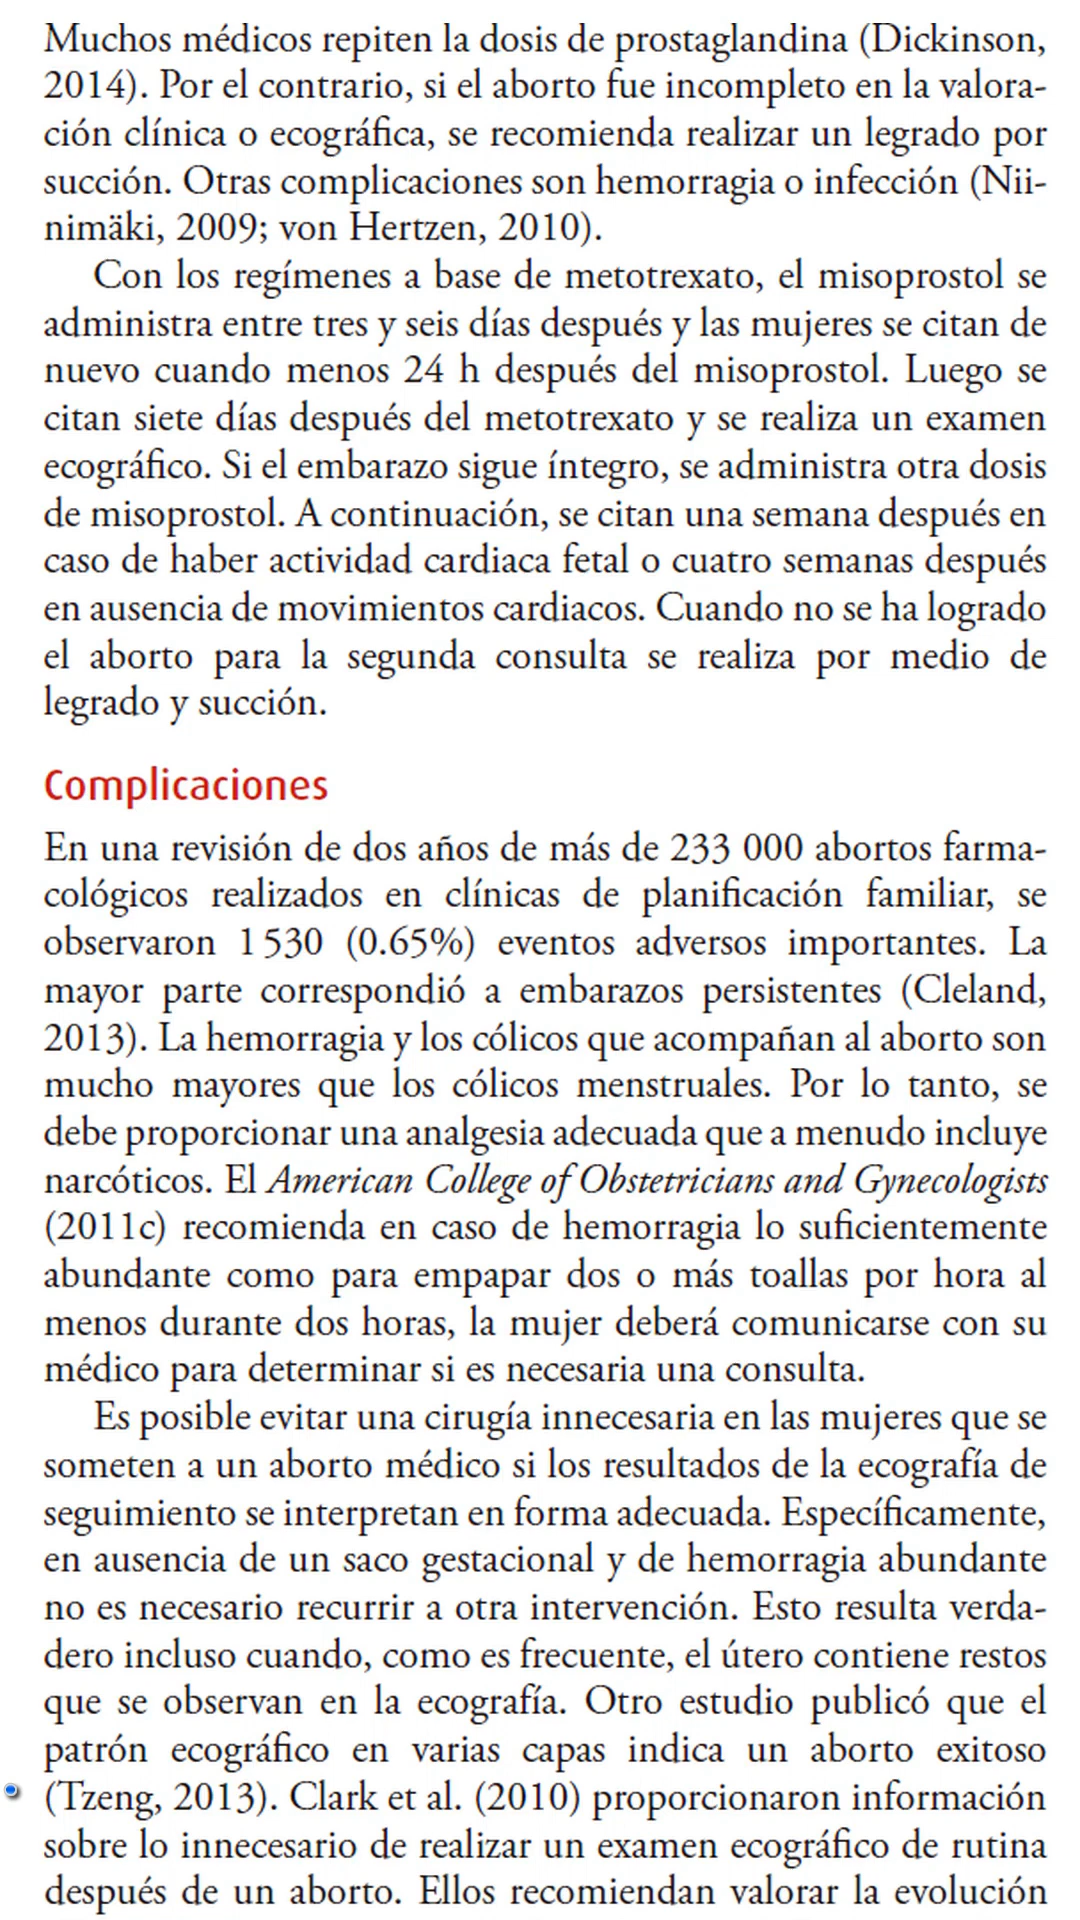 Muchos médicos repiten la dosis de prostaglandina (Dickinson,
2014). Por el contrario, si el aborto fue incompleto en la valora-
ción clínica o ecográfica, se recomienda realizar un legrado por
succión. Otras complicaciones son hemorragia o infección (Nii-
nimäki, 2009; von Hertzen, 2010).
Con los regímenes a base de metotrexato, el misoprostol se
administra entre tres y seis días después y las mujeres se citan de
nuevo cuando menos 24 h después del misoprostol. Luego se
citan siete días después del metotrexato y se realiza un examen
ecográfico. Si el embarazo sigue íntegro, se administra otra dosis
de misoprostol. A continuación, se citan una semana después en
caso de haber actividad cardiaca fetal o cuatro semanas después
en ausencia de movimientos cardiacos. Cuando no se ha logrado
el aborto para la segunda consulta se realiza por medio de
legrado y succión.
Complicaciones
En una revisión de dos años de más de 233 000 abortos farma-
cológicos realizados en clínicas de planificación familiar, se
observaron 1 530 (0.65%) eventos adversos importantes. La
mayor parte correspondió a embarazos persistentes (Cleland,
2013). La hemorragia y los cólicos que acompañan al aborto son
mucho mayores que los cólicos menstruales. Por lo tanto, se
debe proporcionar una analgesia adecuada que a menudo incluye
narcóticos. El American College of Obstetricians and Gynecologists
(2011c) recomienda en caso de hemorragia lo suficientemente
abundante como para empapar dos o más toallas por hora al
menos durante dos horas, la mujer deberá comunicarse con su
médico para determinar si es necesaria una consulta.
Es posible evitar una cirugía innecesaria en las mujeres que se
someten a un aborto médico si los resultados de la ecografía de
seguimiento se interpretan en forma adecuada. Específicamente,
en ausencia de un saco gestacional y de hemorragia abundante
no es necesario recurrir a otra intervención. Esto resulta verda-
dero incluso cuando, como es frecuente, el útero contiene restos
que se observan en la ecografía. Otro estudio publicó que el
patrón ecográfico en varias capas indica un aborto exitoso
(Tzeng, 2013). Clark et al. (2010) proporcionaron información
sobre lo innecesario de realizar un examen ecográfico de rutina
después de un aborto. Ellos recomiendan valorar la evolución